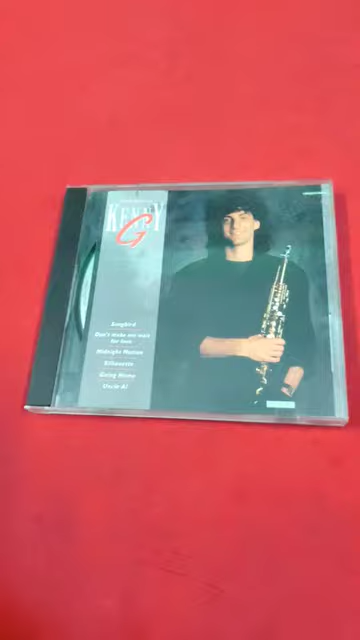 KENNY
G
Songbird
Don't make me wait
for love
Midnight Motion
Silhouette
Going Home
Uncle Al